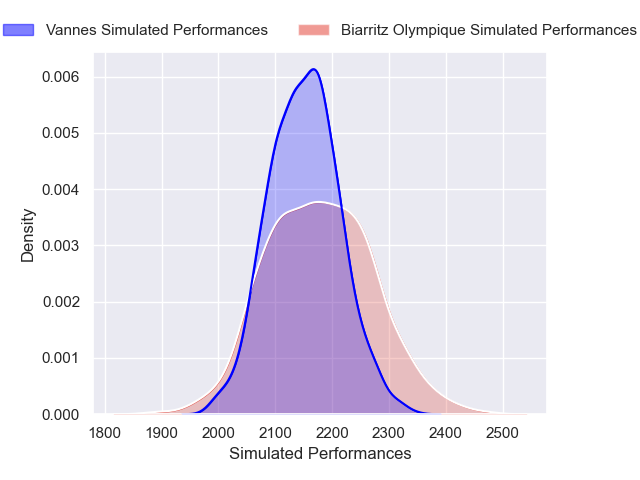 Vannes Simulated Performances
Biarritz Olympique Simulated Performances
0.006
0.005
0.004
0.003
0.002
0.001
0.000
Density
1800 1900 2000 2100 2200 2300 2400 2500
Simulated Performances